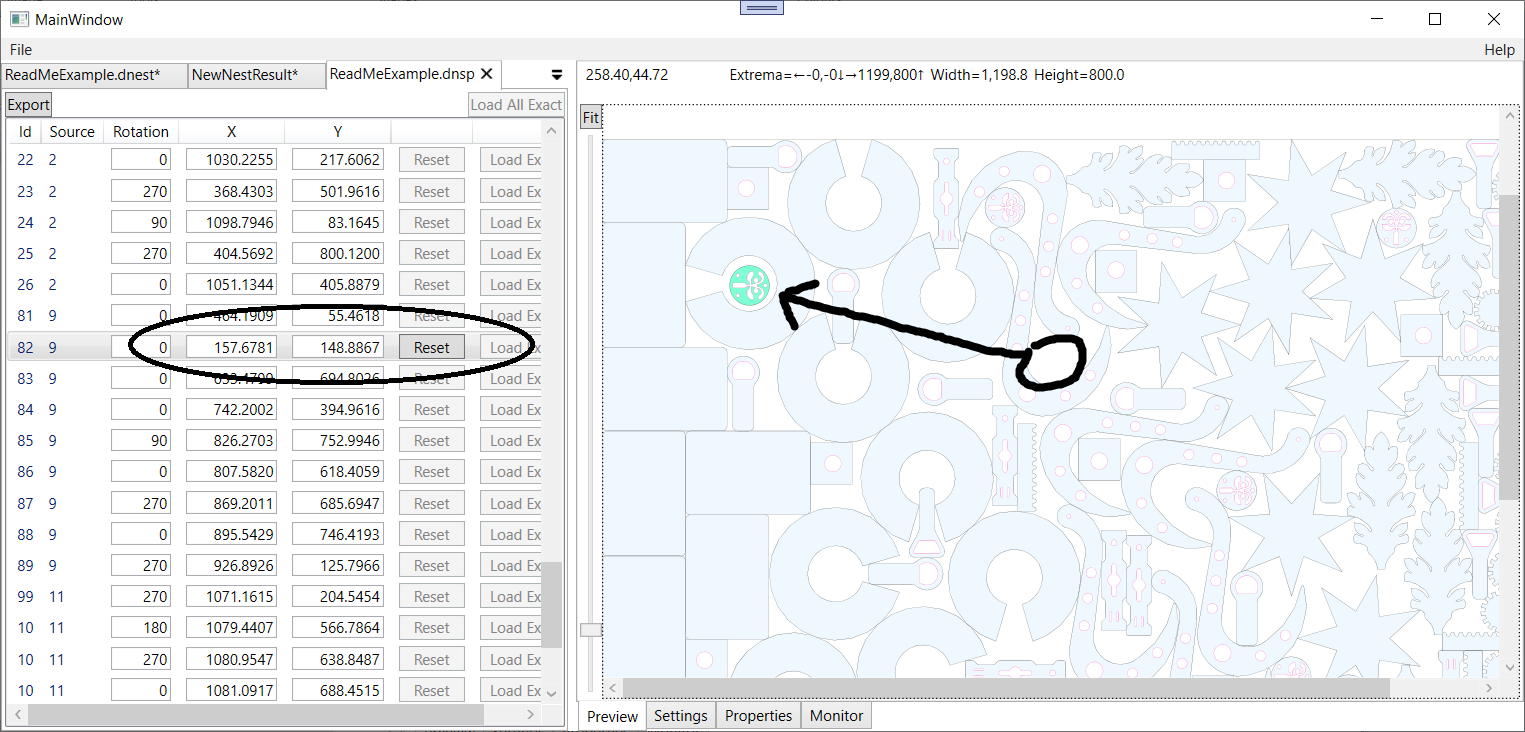 MainWindow
File Help
ReadMeExample.dnest* NewNestResult* ReadMeExample.dnsp
258.40,44.72 Extrema=←-0,-0↓→1199,800↑ Width=1,198.8 Height=800.0
Export Load All Exact
Fit
Id Source Rotation X Y
22 2 0 1030.2255 217.6062 Reset Load Ex
23 2 270 368.4303 501.9616 Reset Load Ex
24 2 90 1098.7946 83.1645 Reset Load Ex
25 2 270 404.5692 800.1200 Reset Load Ex
26 2 0 1051.1344 405.8879 Reset Load Ex
81 9 0 464.1909 55.4618 Reset Load Ex
82 9 0 157.6781 148.8867 Reset Load Ex
83 9 0 694.8026 Reset Load Ex
84 9 0 742.2002 394.9616 Reset Load Ex
85 9 90 826.2703 752.9946 Reset Load Ex
86 9 0 807.5820 618.4059 Reset Load Ex
87 9 270 869.2011 685.6947 Reset Load Ex
88 9 0 895.5429 746.4193 Reset Load Ex
89 9 270 926.8926 125.7966 Reset Load Ex
99 11 270 1071.1615 204.5454 Reset Load Ex
10 11 180 1079.4407 566.7864 Reset Load Ex
10 11 270 1080.9547 638.8487 Reset Load Ex
10 11 0 1081.0917 688.4515 Reset Load Ex
Preview Settings Properties Monitor